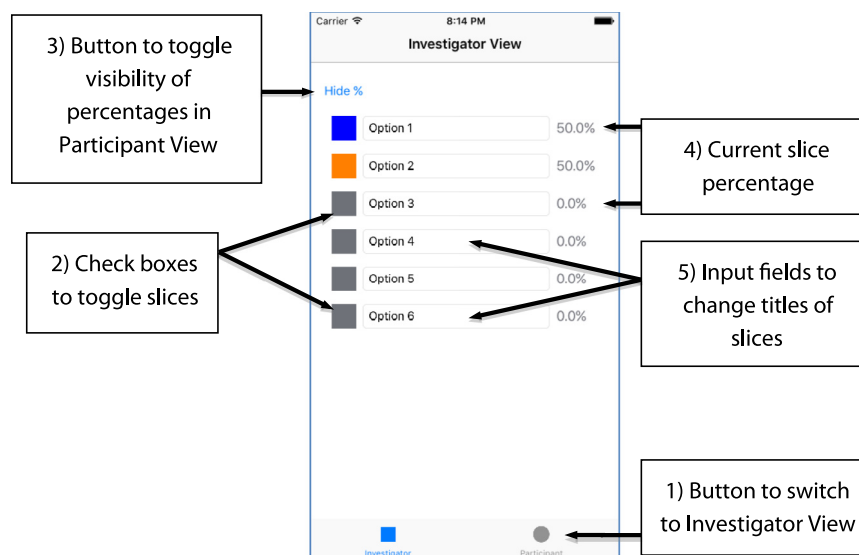 Carrier
8:14 PM
Investigator View
3) Button to toggle
visibility of
percentages in
Participant View
Hide %
Option 1
50.0%
Option 2
50.0%
Option 3
0.0%
Option 4
0.0%
Option 5
0.0%
Option 6
0.0%
4) Current slice
percentage
2) Check boxes
to toggle slices
5) Input fields to
change titles of
slices
1) Button to switch
to Investigator View
Investigator
Participant